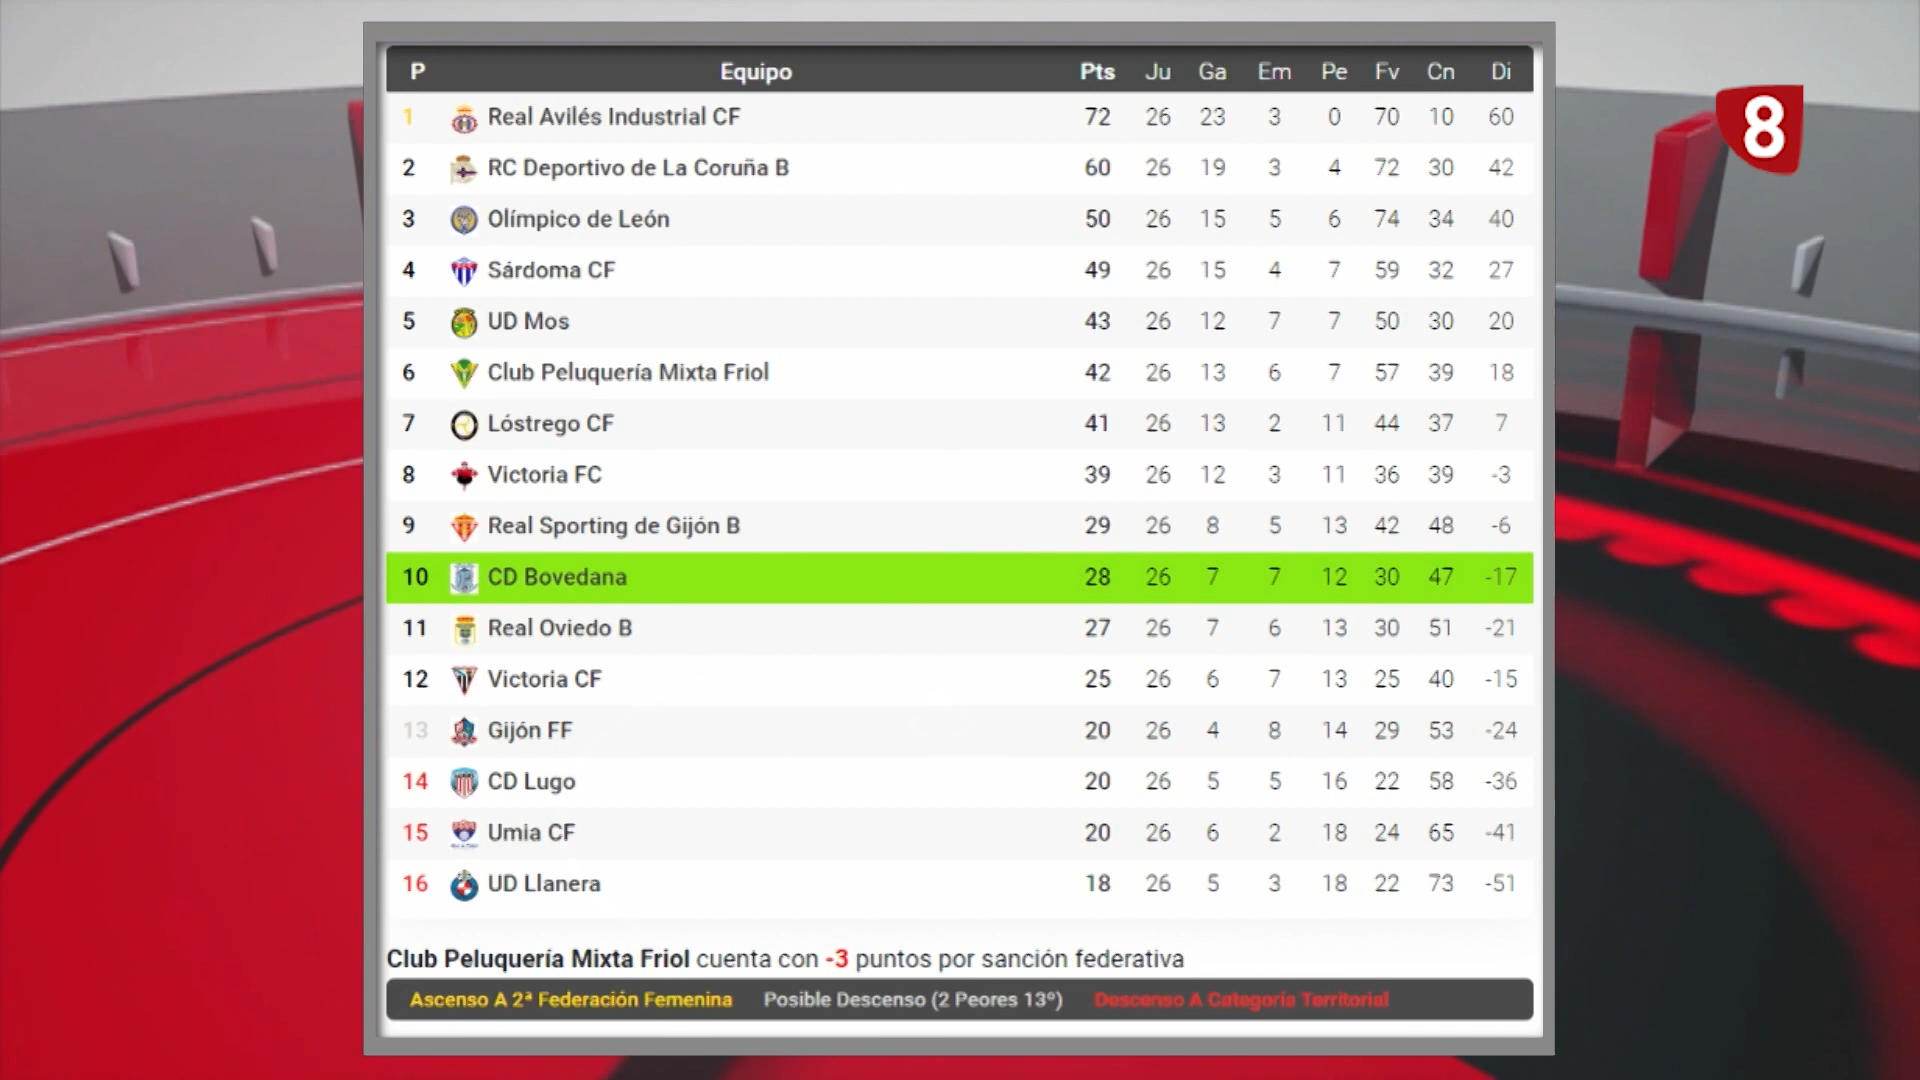 P Equipo Pts Ju Ga Em Pe Fv Cn Di
1 Real Avilés Industrial CF 72 26 23 3 0 70 10 60
2 RC Deportivo de La Coruña B 60 26 19 3 4 72 30 42
3 Olímpico de León 50 26 15 5 6 74 34 40
4 Sárdoma CF 49 26 15 4 7 59 32 27
5 UD Mos 43 26 12 7 7 50 30 20
6 Club Peluquería Mixta Friol 42 26 13 6 7 57 39 18
7 Lóstrego CF 41 26 13 2 11 44 37 7
8 Victoria FC 39 26 12 3 11 36 39 -3
9 Real Sporting de Gijón B 29 26 8 5 13 42 48 -6
10 CD Bovedana 28 26 7 7 12 30 47 -17
11 Real Oviedo B 27 26 7 6 13 30 51 -21
12 Victoria CF 25 26 6 7 13 25 40 -15
13 Gijón FF 20 26 4 8 14 29 53 -24
14 CD Lugo 20 26 5 5 16 22 58 -36
15 Umia CF 20 26 6 2 18 24 65 -41
16 UD Llanera 18 26 5 3 18 22 73 -51
Club Peluquería Mixta Friol cuenta con -3 puntos por sanción federativa
Ascenso A 2ª Federación Femenina Posible Descenso (2 Peores 13º) Descenso A Categoría Territorial
8